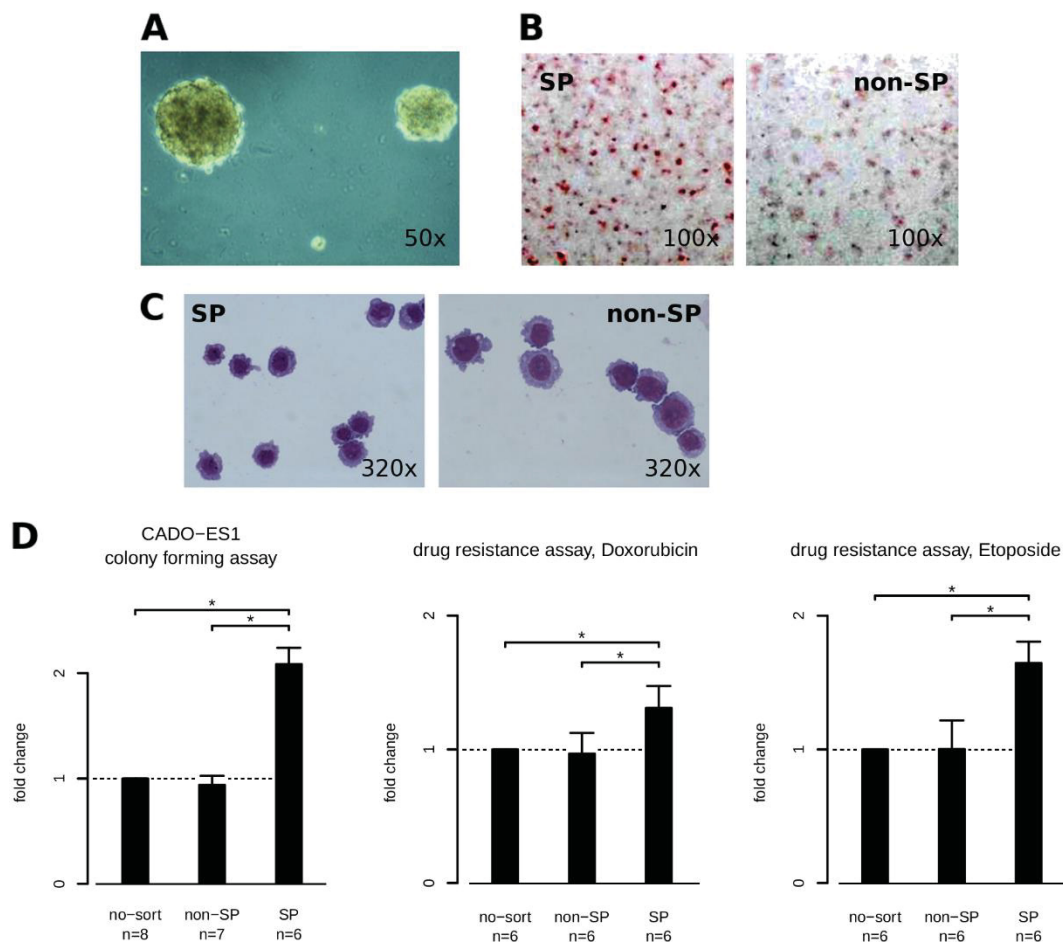 A
50x
B
SP
100x
non-SP
100x
C
SP
320x
non-SP
320x
D
CADO−ES1
colony forming assay
fold change
0
1
2
*
*
no−sort
n=8
non−SP
n=7
SP
n=6
drug resistance assay, Doxorubicin
fold change
0
1
2
*
*
no−sort
n=6
non−SP
n=6
SP
n=6
drug resistance assay, Etoposide
fold change
0
1
2
*
*
no−sort
n=6
non−SP
n=6
SP
n=6